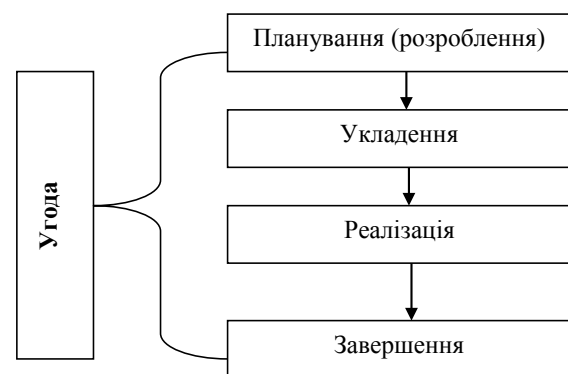 Угода
Планування (розроблення)
Укладення
Реалізація
Завершення